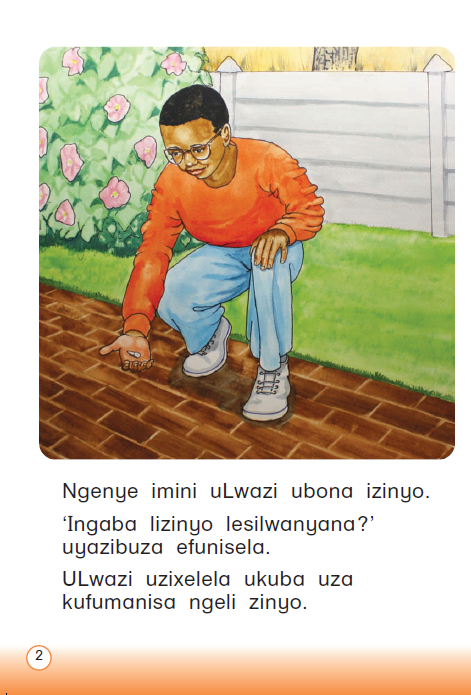 Ngenye imini uLwazi ubona izinyo.
‘Ingaba lizinyo lesilwanyana?’
uyazibuza efunisela.
ULwazi uzixelela ukuba uza
kufumanisa ngeli zinyo.
2